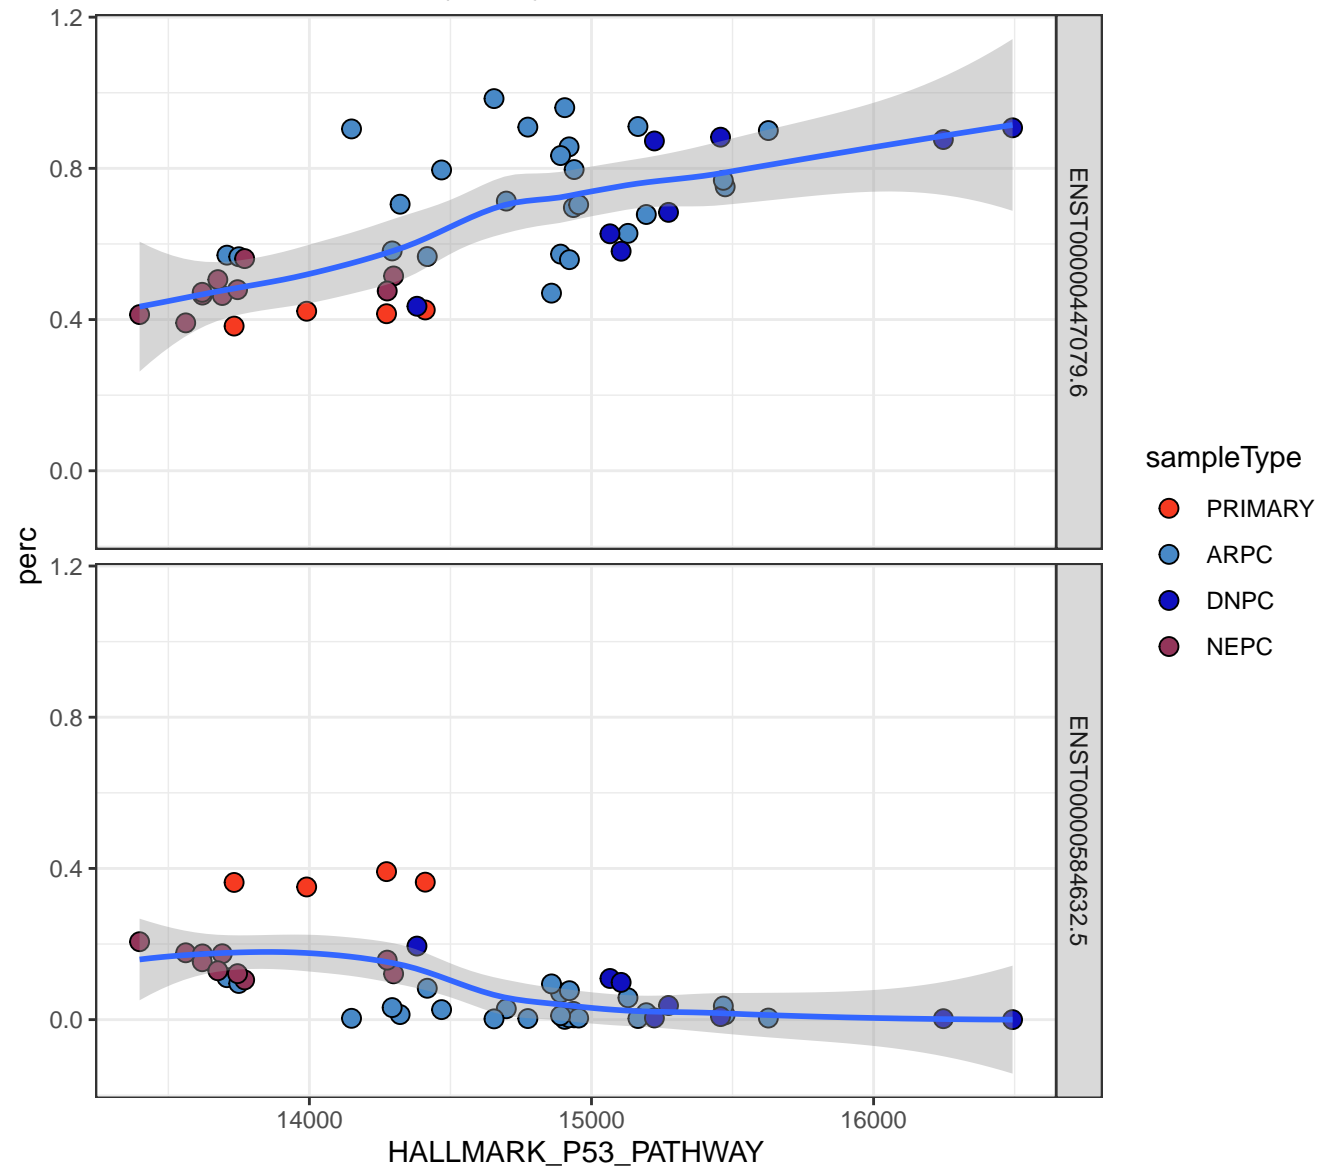 1.2
0.8
0.4
0.0
ENST00000447079.6
1.2
0.8
0.4
0.0
ENST00000584632.5
14000
15000
16000
HALLMARK_P53_PATHWAY
perc
sampleType
PRIMARY
ARPC
DNPC
NEPC